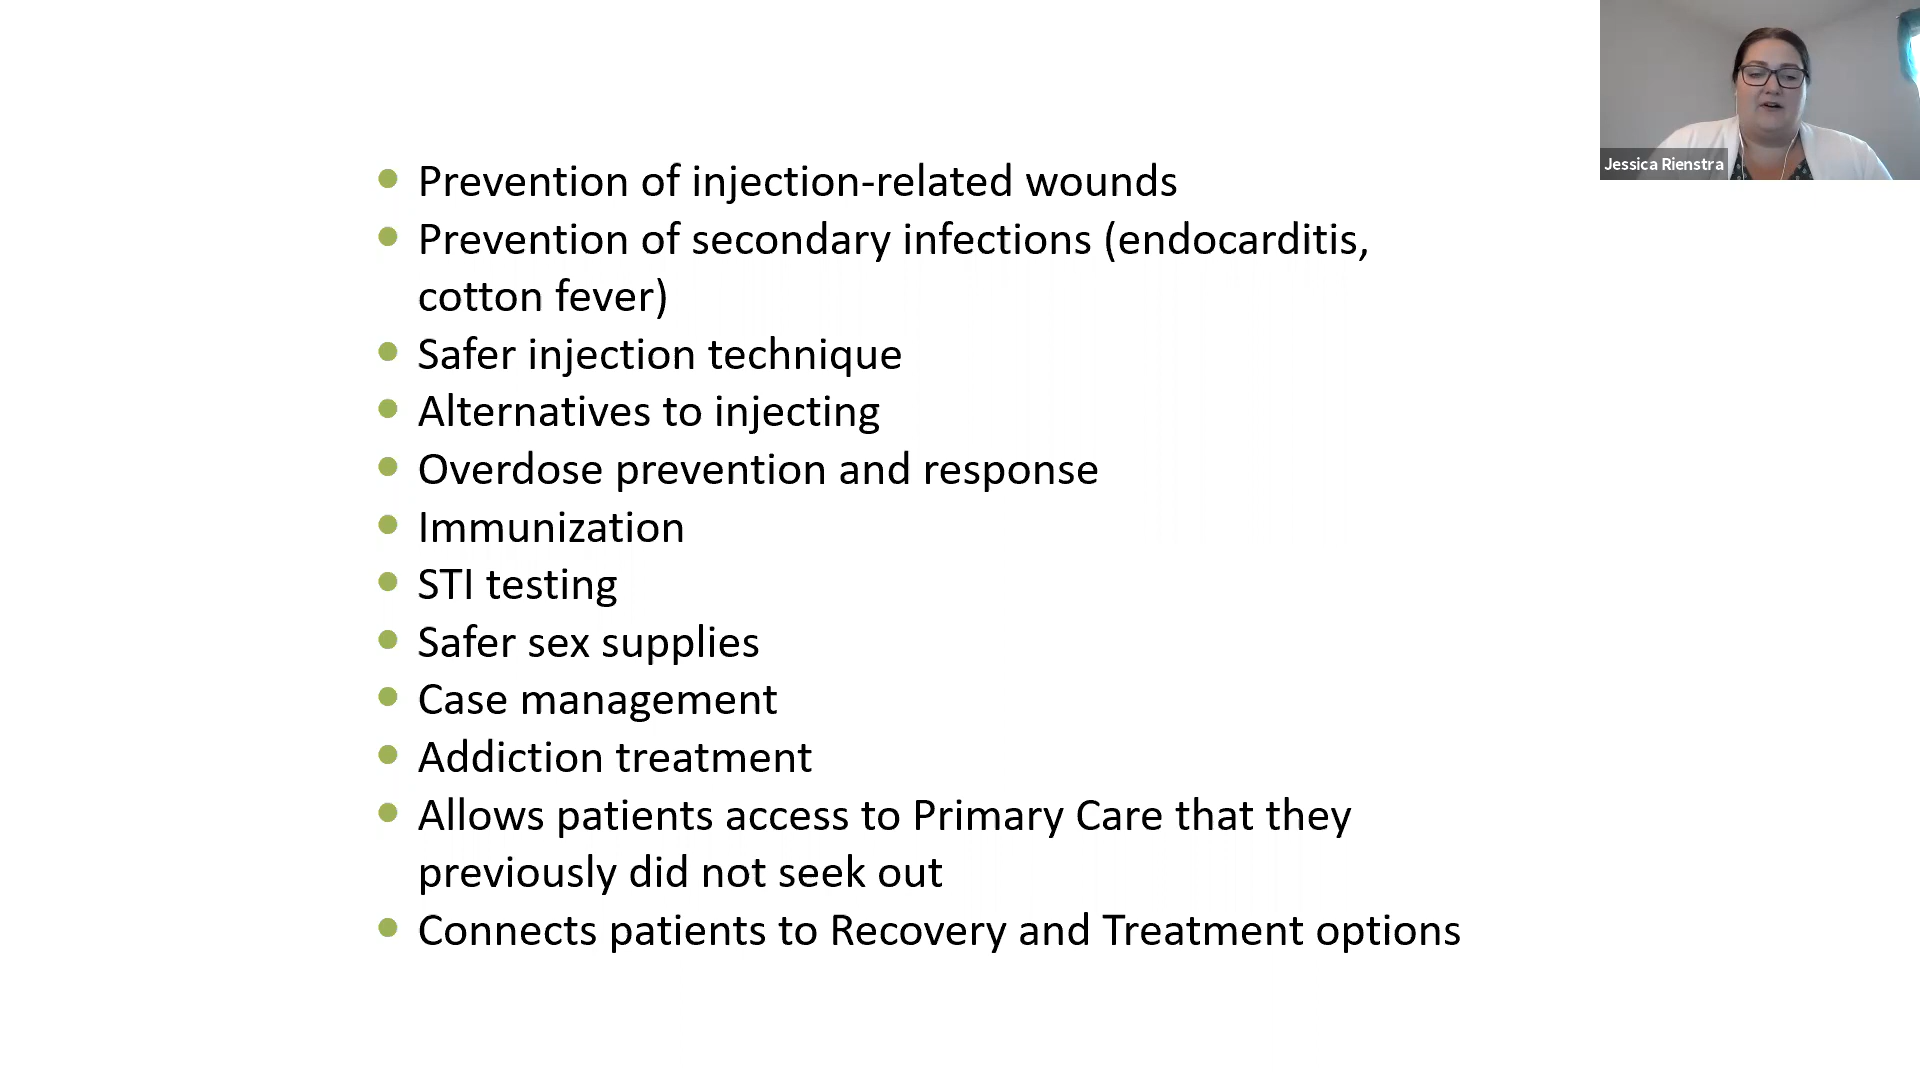 Jessica Rienstra
• Prevention of injection-related wounds
• Prevention of secondary infections (endocarditis,
cotton fever)
• Safer injection technique
• Alternatives to injecting
• Overdose prevention and response
• Immunization
• STI testing
• Safer sex supplies
• Case management
• Addiction treatment
• Allows patients access to Primary Care that they
previously did not seek out
• Connects patients to Recovery and Treatment options